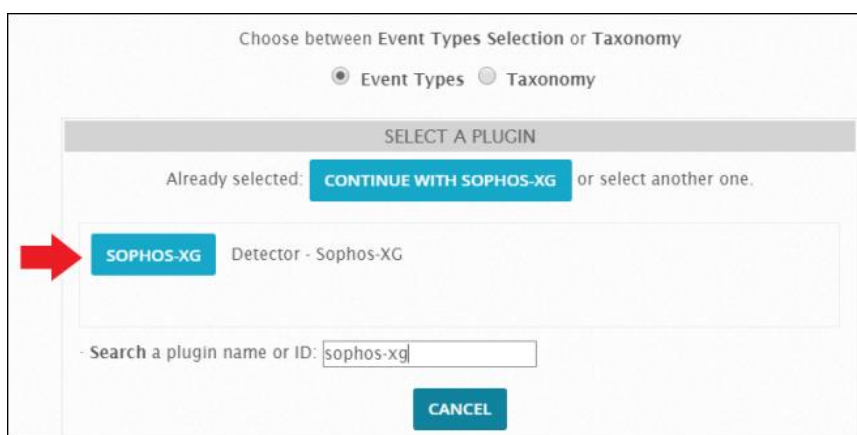 Choose between Event Types Selection or Taxonomy
Event Types Taxonomy
SELECT A PLUGIN
Already selected: CONTINUE WITH SOPHOS-XG or select another one.
SOPHOS-XG Detector - Sophos-XG
- Search a plugin name or ID: sophos-xg
CANCEL